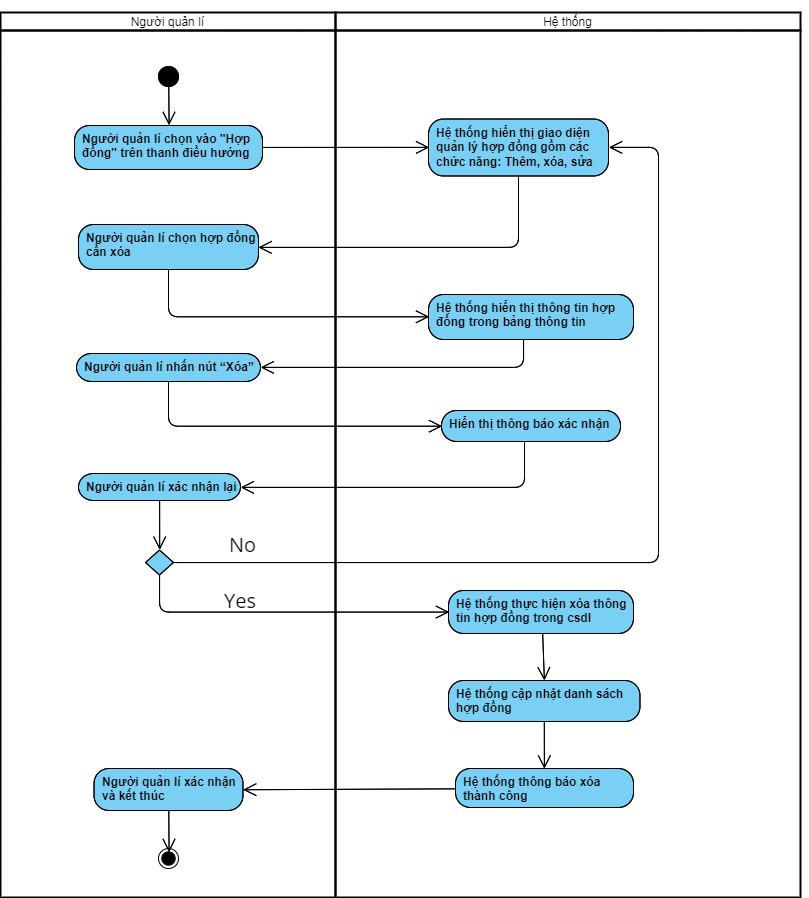 Người quản lí
Hệ thống
Người quản lí chọn vào "Hợp
đồng" trên thanh điều hướng
Hệ thống hiển thị giao diện
quản lý hợp đồng gồm các
chức năng: Thêm, xóa, sửa
Người quản lí chọn hợp đồng
cần xóa
Hệ thống hiển thị thông tin hợp
đồng trong bảng thông tin
Người quản lí nhấn nút “Xóa”
Hiển thị thông báo xác nhận
Người quản lí xác nhận lại
No
Yes
Hệ thống thực hiện xóa thông
tin hợp đồng trong csdl
Hệ thống cập nhật danh sách
hợp đồng
Hệ thống thông báo xóa
thành công
Người quản lí xác nhận
và kết thúc